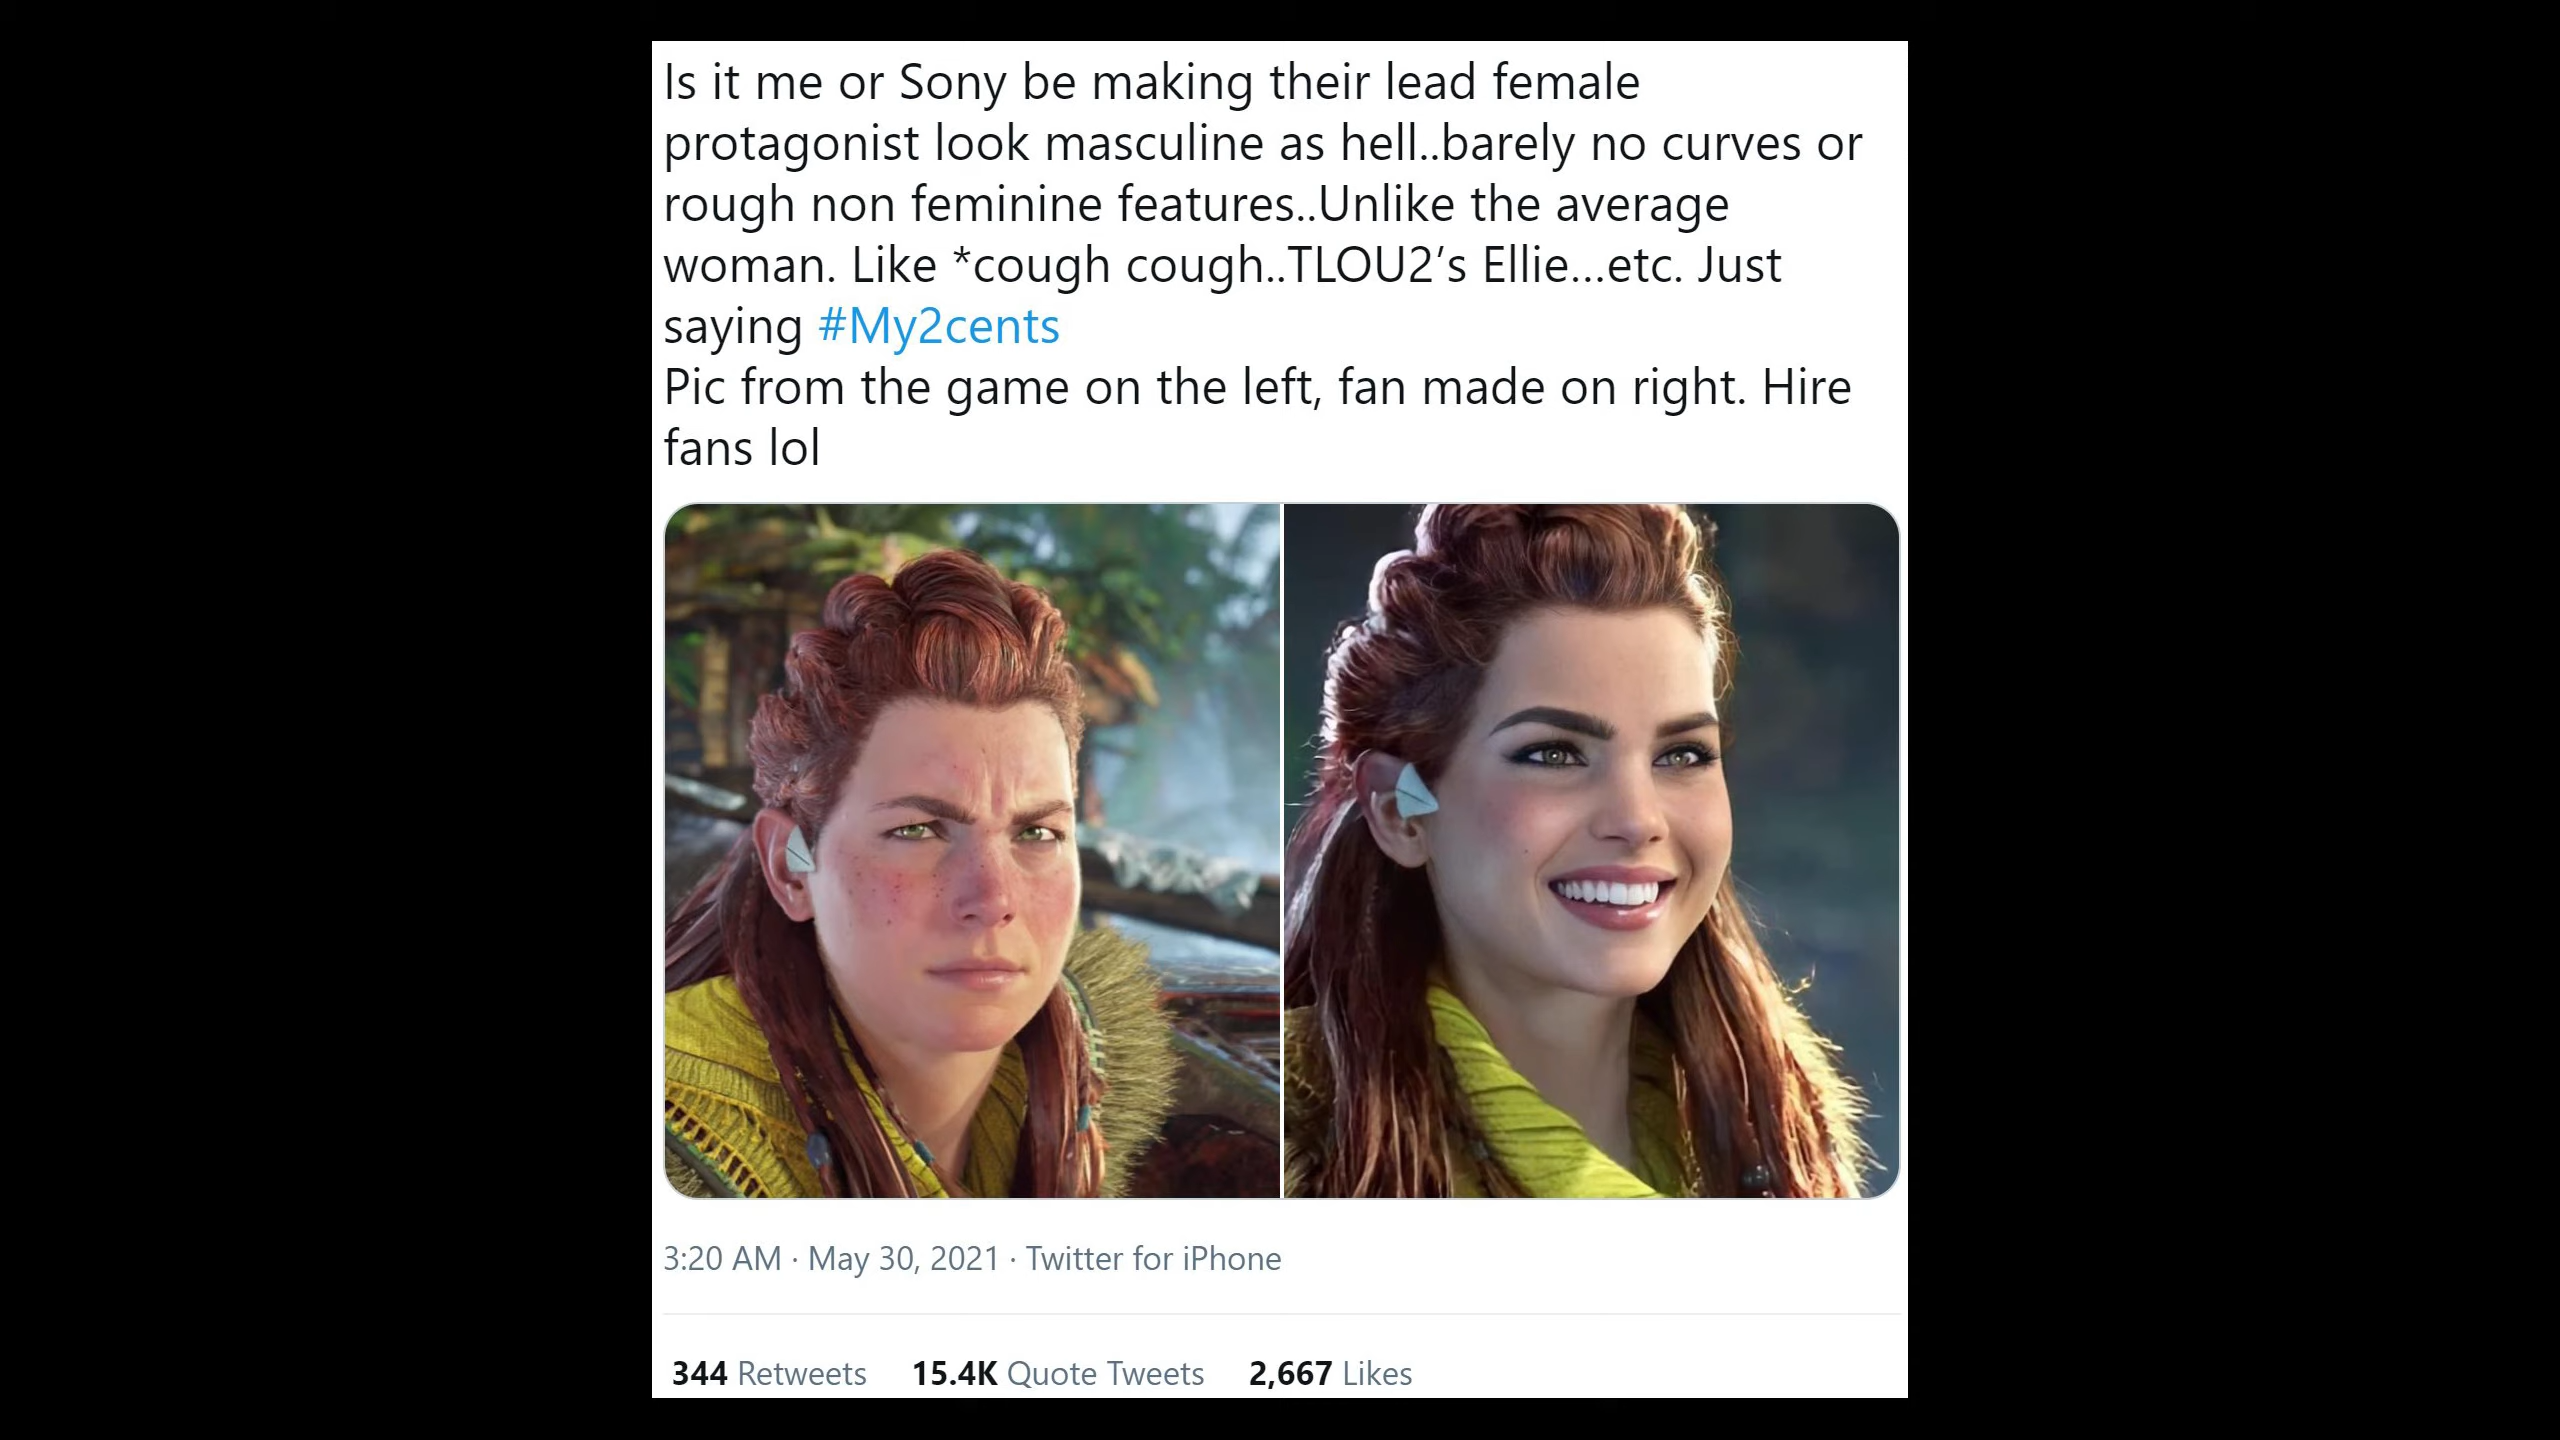 Is it me or Sony be making their lead female
protagonist look masculine as hell..barely no curves or
rough non feminine features..Unlike the average
woman. Like *cough cough..TLOU2’s Ellie...etc. Just
saying #My2cents
Pic from the game on the left, fan made on right. Hire
fans lol
3:20 AM · May 30, 2021 · Twitter for iPhone
344 Retweets 15.4K Quote Tweets 2,667 Likes